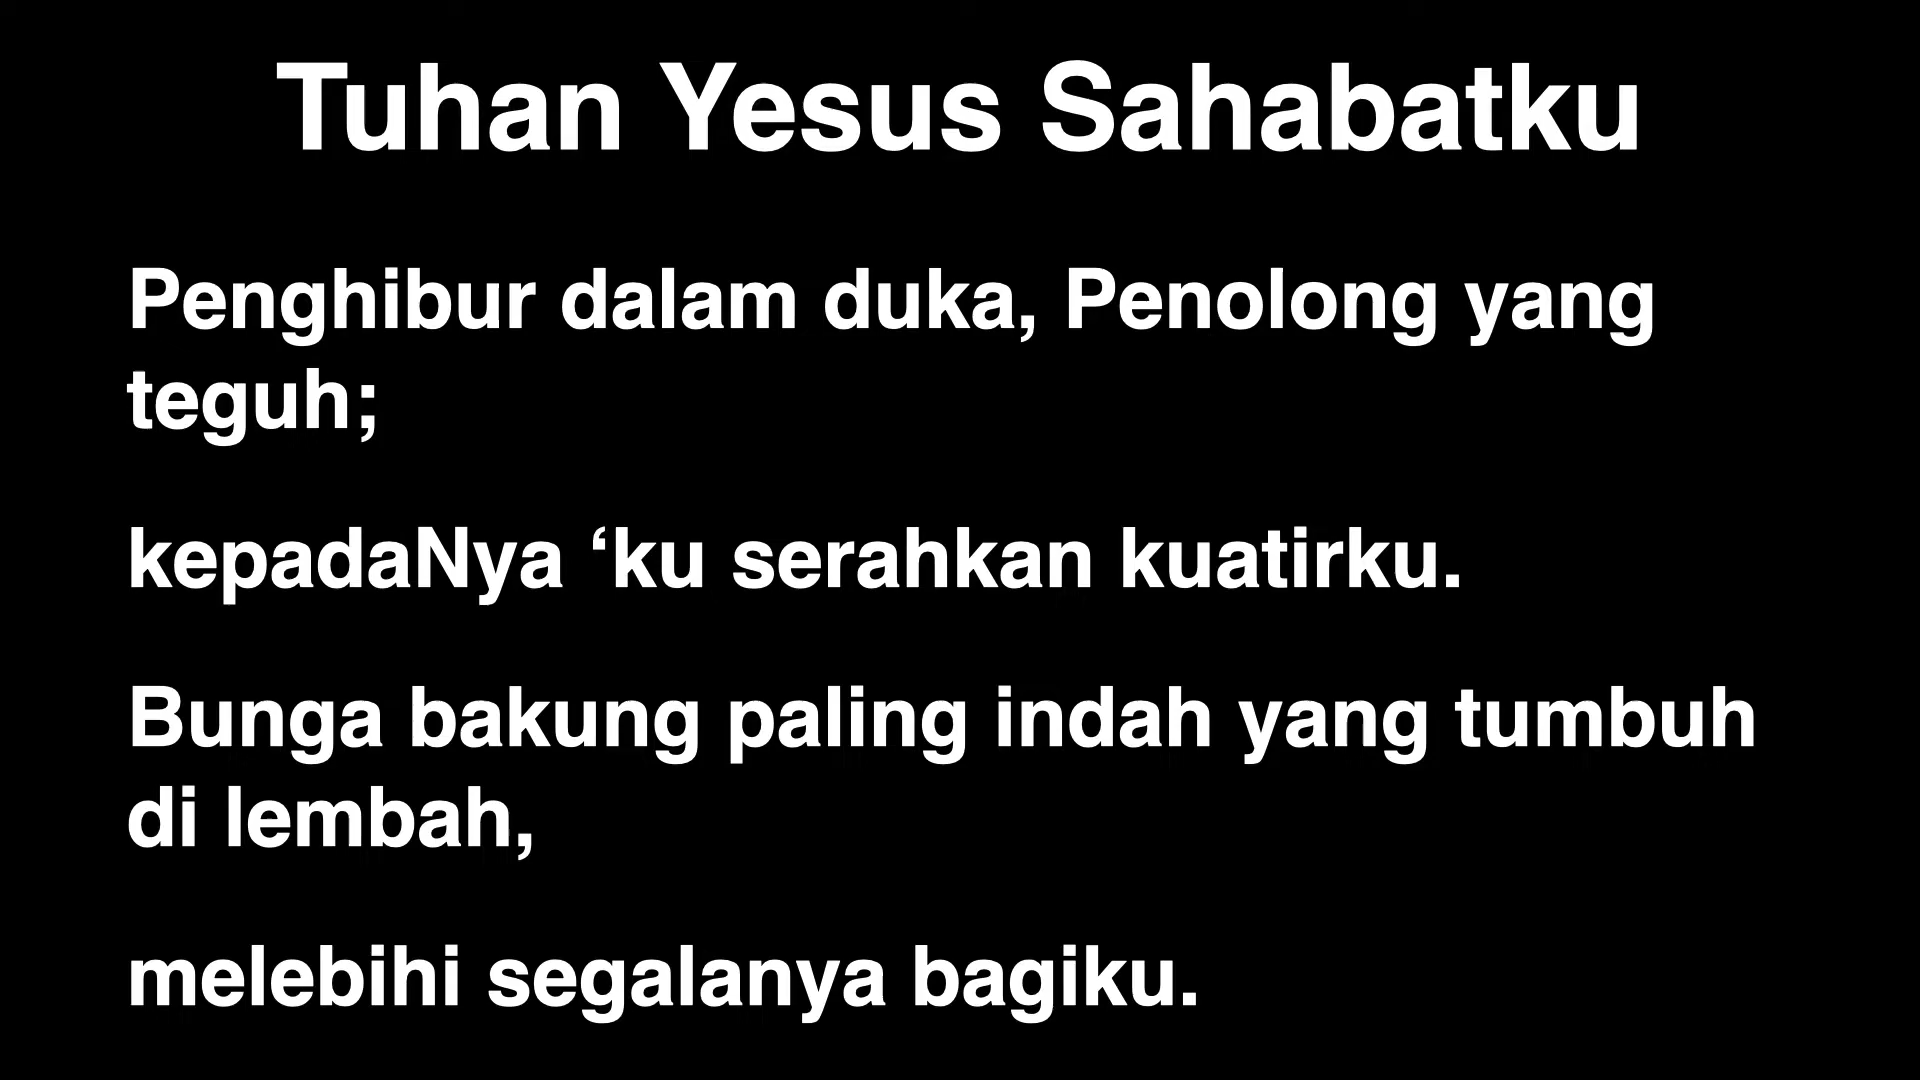 Tuhan Yesus Sahabatku
Penghibur dalam duka, Penolong yang
teguh;
kepadaNya ‘ku serahkan kuatirku.
Bunga bakung paling indah yang tumbuh
di lembah,
melebihi segalanya bagiku.